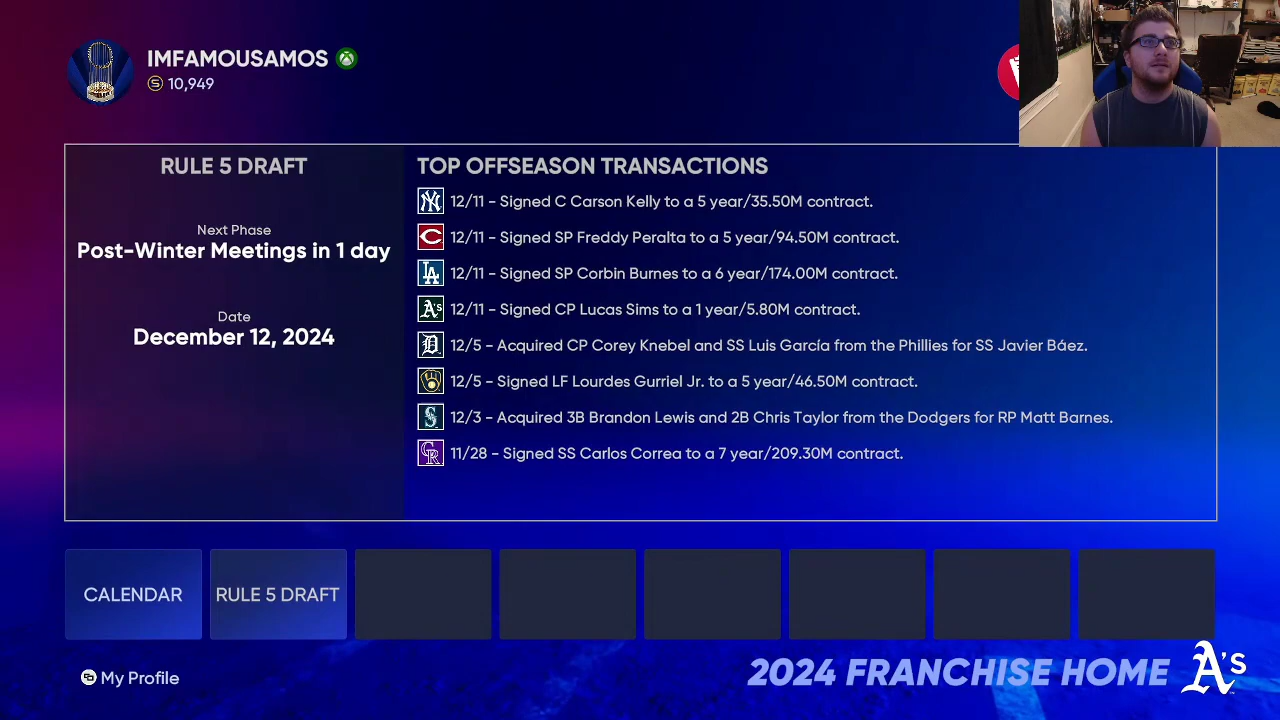 IMFAMOUSAMOS
S 10,949
RULE 5 DRAFT
Next Phase
Post-Winter Meetings in 1 day
Date
December 12, 2024
TOP OFFSEASON TRANSACTIONS
NY 12/11 - Signed C Carson Kelly to a 5 year/35.50M contract.
C 12/11 - Signed SP Freddy Peralta to a 5 year/94.50M contract.
LA 12/11 - Signed SP Corbin Burnes to a 6 year/174.00M contract.
A's 12/11 - Signed CP Lucas Sims to a 1 year/5.80M contract.
D 12/5 - Acquired CP Corey Knebel and SS Luis García from the Phillies for SS Javier Báez.
12/5 - Signed LF Lourdes Gurriel Jr. to a 5 year/46.50M contract.
S 12/3 - Acquired 3B Brandon Lewis and 2B Chris Taylor from the Dodgers for RP Matt Barnes.
CR 11/28 - Signed SS Carlos Correa to a 7 year/209.30M contract.
CALENDAR
RULE 5 DRAFT
My Profile
2024 FRANCHISE HOME A's